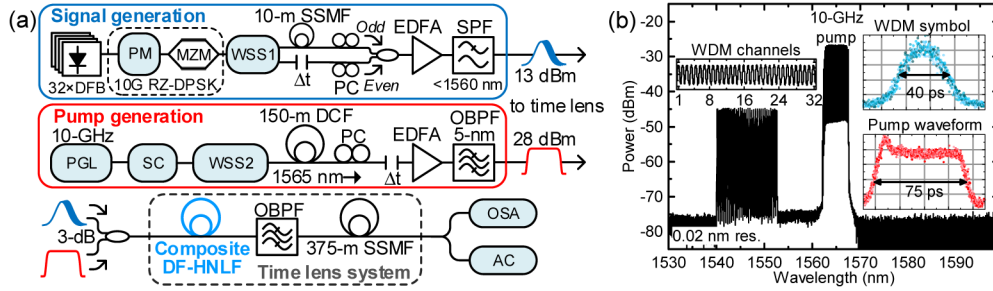 (a)
Signal generation
10-m SSMF
Odd
EDFA
SPF
PM
MZM
WSS1
32×DFB
10G RZ-DPSK
Δt
PC
Even
<1560 nm
13 dBm
to time lens
Pump generation
150-m DCF
PC
EDFA
OBPF
5-nm
28 dBm
10-GHz
PGL
SC
WSS2
1565 nm
Δt
3-dB
Composite
DF-HNLF
OBPF
375-m SSMF
Time lens system
OSA
AC
(b)
10-GHz
pump
WDM symbol
40 ps
WDM channels
1 8 16 24 32
Pump waveform
75 ps
0.02 nm res.
Power (dBm)
-20
-30
-40
-50
-60
-70
-80
1530 1540 1550 1560 1570 1580 1590
Wavelength (nm)